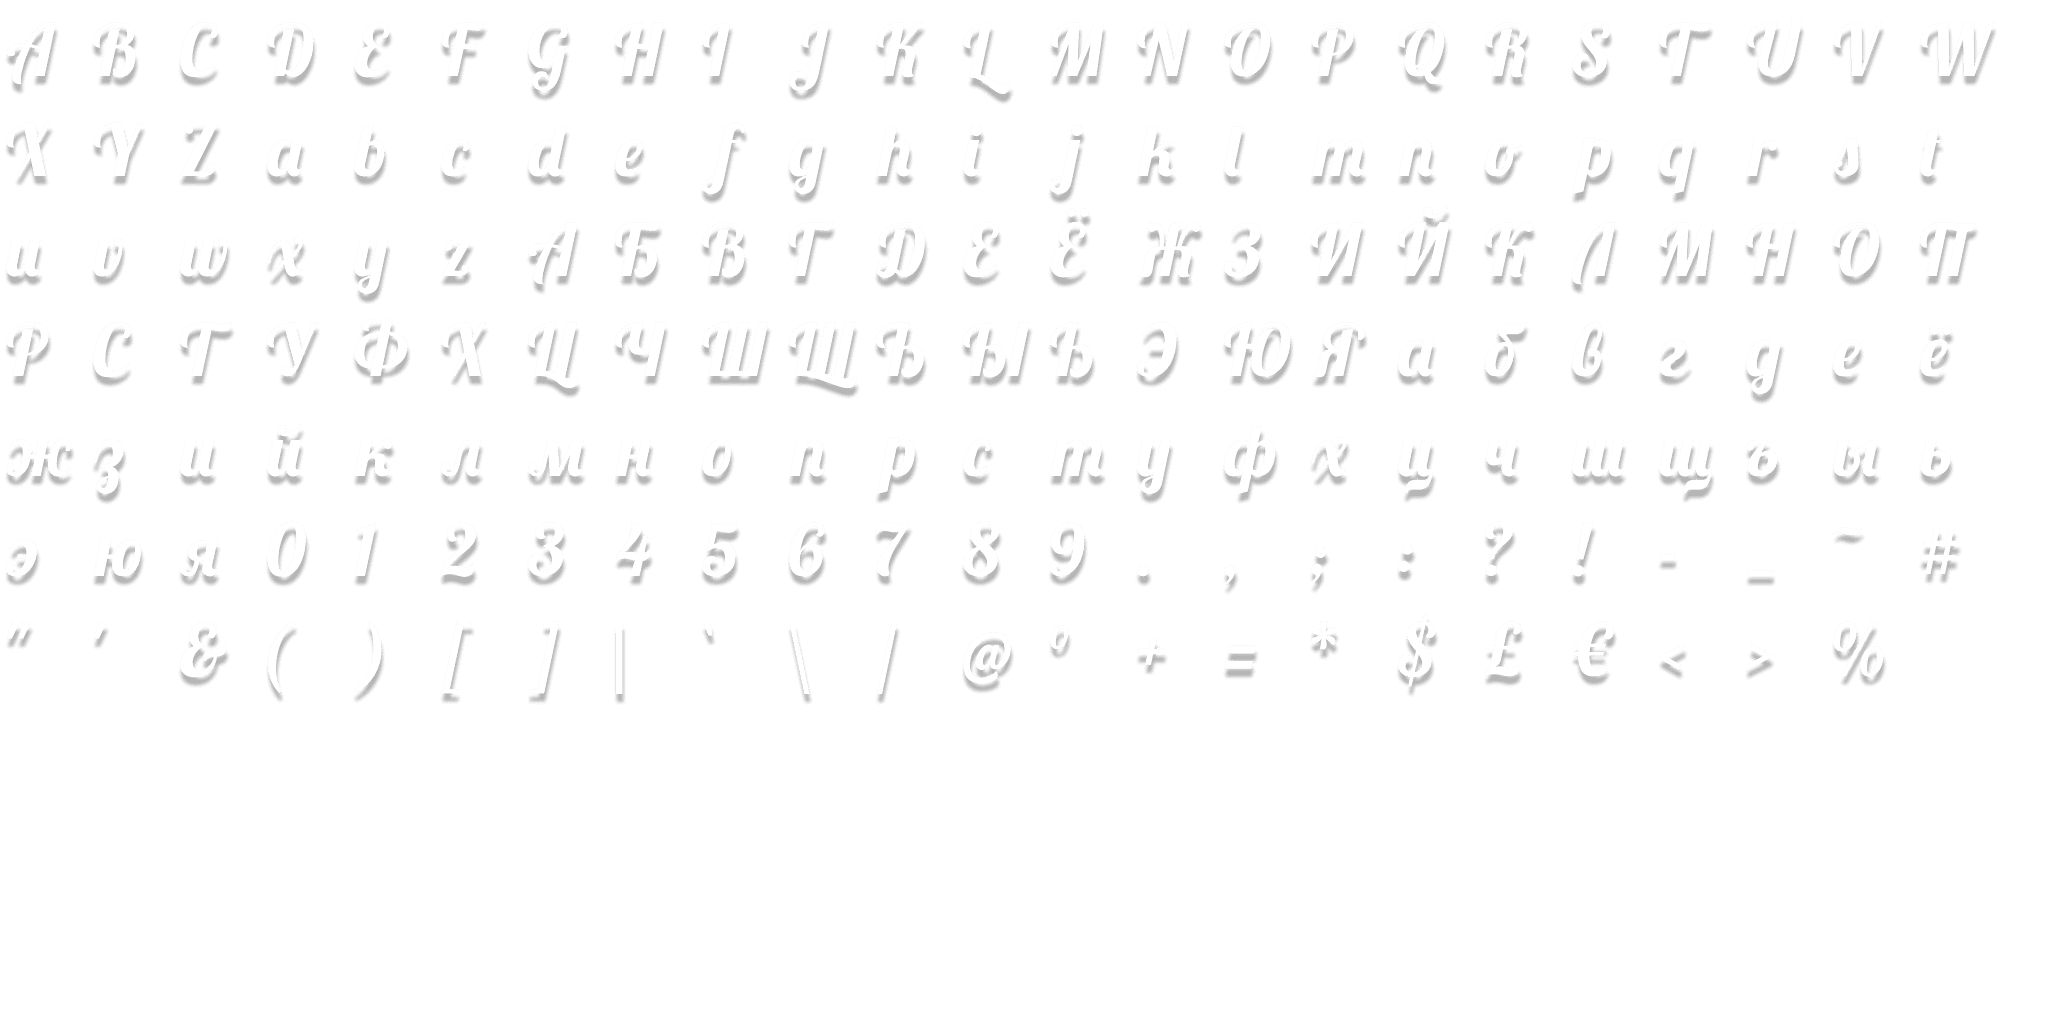 A B C D E F G H I J K L M N O P Q R S T U V W
X Y Z a b c d e f g h i j k l m n o p q r s t
u v w x y z А Б В Г Д Е Ё Ж З И Й К Л М Н О П
Р С Т У Ф Х Ц Ч Ш Щ Ъ Ы Ь Э Ю Я а б в г д е ё
ж з и й к л м н о п р с т у ф х ц ч ш щ ъ ы ь
э ю я 0 1 2 3 4 5 6 7 8 9 . , ; : ? ! - _ ~ #
" ' & ( ) [ ] | ` \ / @ ° + = * $ £ € < > %